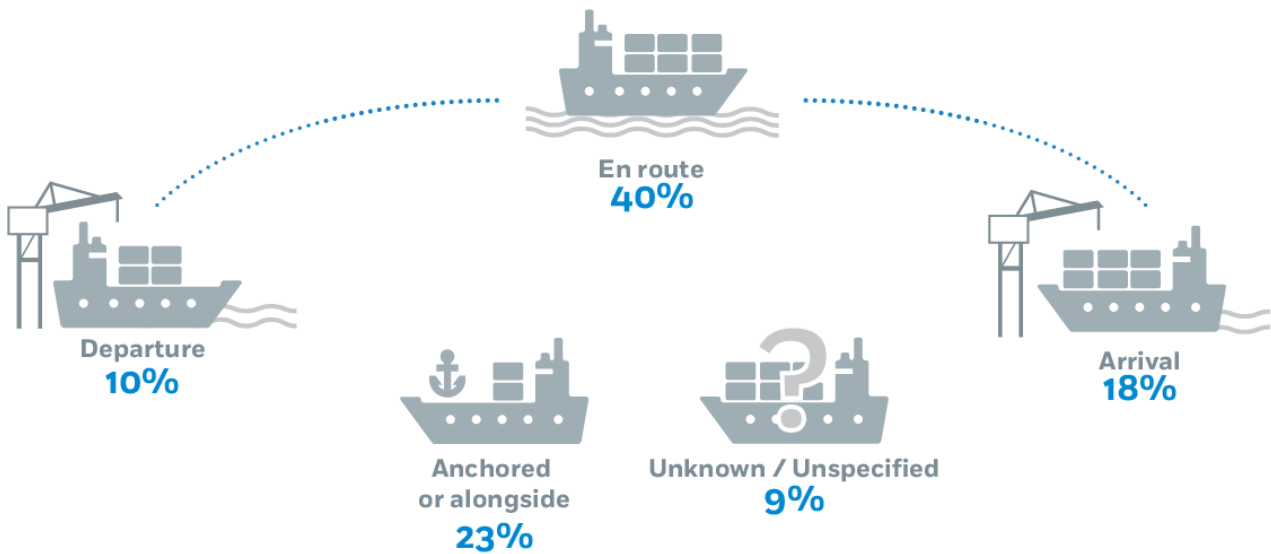 En route
40%
Departure
10%
Arrival
18%
Anchored
or alongside
23%
Unknown / Unspecified
9%